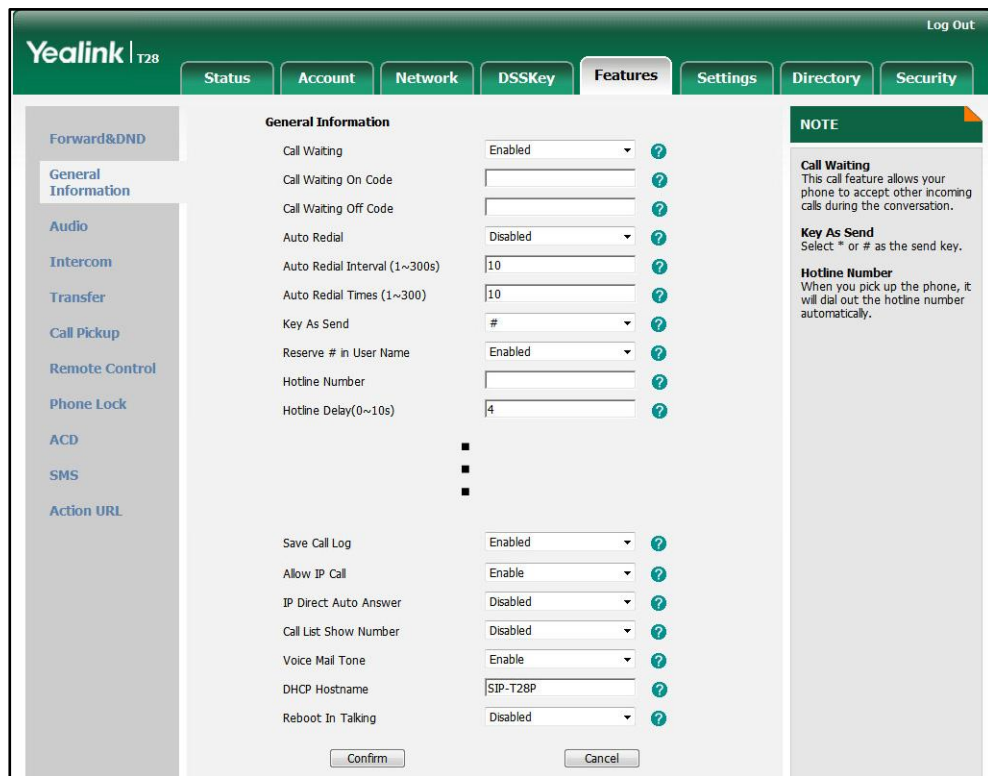 Log Out
Yealink | T28
Status Account Network DSSKey Features Settings Directory Security
Forward&DND
General
Information
Audio
Intercom
Transfer
Call Pickup
Remote Control
Phone Lock
ACD
SMS
Action URL
General Information
Call Waiting Enabled ?
Call Waiting On Code ?
Call Waiting Off Code ?
Auto Redial Disabled ?
Auto Redial Interval (1~300s) 10 ?
Auto Redial Times (1~300) 10 ?
Key As Send # ?
Reserve # in User Name Enabled ?
Hotline Number ?
Hotline Delay(0~10s) 4 ?
Save Call Log Enabled ?
Allow IP Call Enable ?
IP Direct Auto Answer Disabled ?
Call List Show Number Disabled ?
Voice Mail Tone Enable ?
DHCP Hostname SIP-T28P ?
Reboot In Talking Disabled ?
Confirm Cancel
NOTE
Call Waiting
This call feature allows your
phone to accept other incoming
calls during the conversation.
Key As Send
Select * or # as the send key.
Hotline Number
When you pick up the phone, it
will dial out the hotline number
automatically.